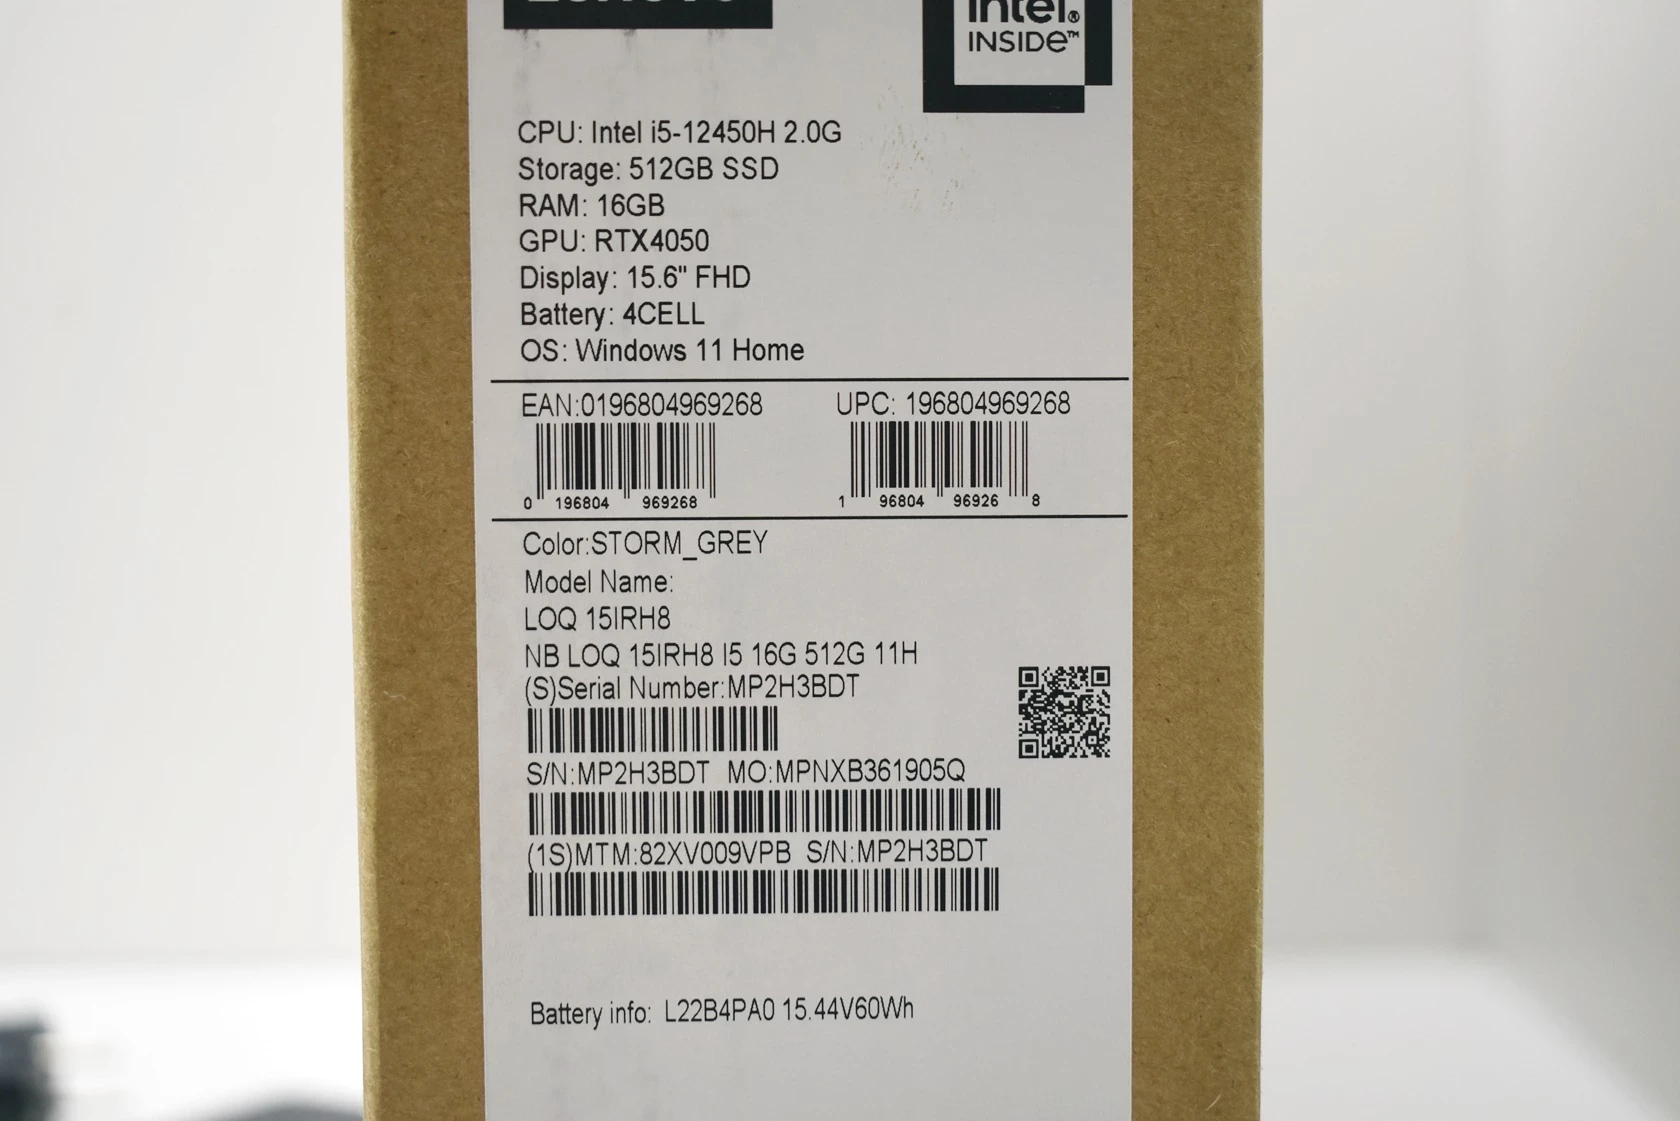 Lenovo
intel®
INSIDE™
CPU: Intel i5-12450H 2.0G
Storage: 512GB SSD
RAM: 16GB
GPU: RTX4050
Display: 15.6" FHD
Battery: 4CELL
OS: Windows 11 Home
EAN:0196804969268 UPC: 196804969268
0 196804 969268 1 96804 96926 8
Color:STORM_GREY
Model Name:
LOQ 15IRH8
NB LOQ 15IRH8 I5 16G 512G 11H
(S)Serial Number:MP2H3BDT
S/N:MP2H3BDT MO:MPNXB361905Q
(1S)MTM:82XV009VPB S/N:MP2H3BDT
Battery info: L22B4PA0 15.44V60Wh